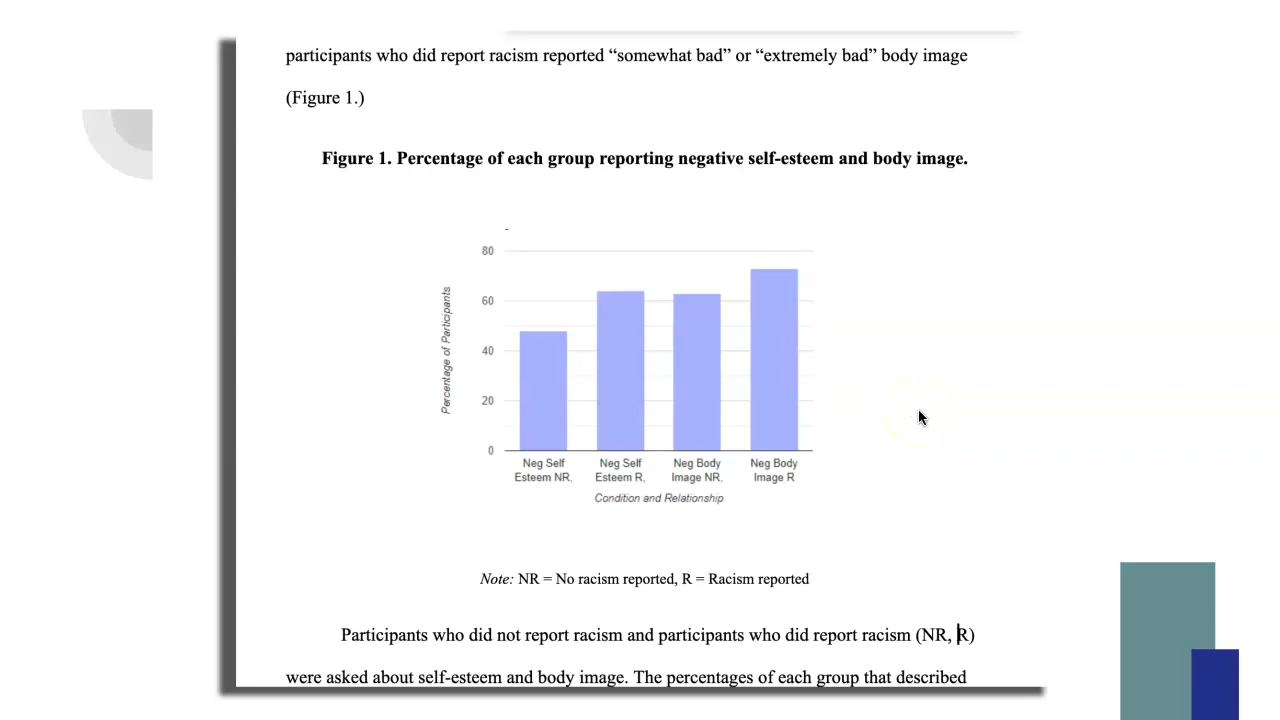 participants who did report racism reported “somewhat bad” or “extremely bad” body image
(Figure 1.)
Figure 1. Percentage of each group reporting negative self-esteem and body image.
80
60
40
20
0
Percentage of Participants
Neg Self
Esteem NR,
Neg Self
Esteem R,
Neg Body
Image NR,
Neg Body
Image R
Condition and Relationship
Note: NR = No racism reported, R = Racism reported
Participants who did not report racism and participants who did report racism (NR, R)
were asked about self-esteem and body image. The percentages of each group that described